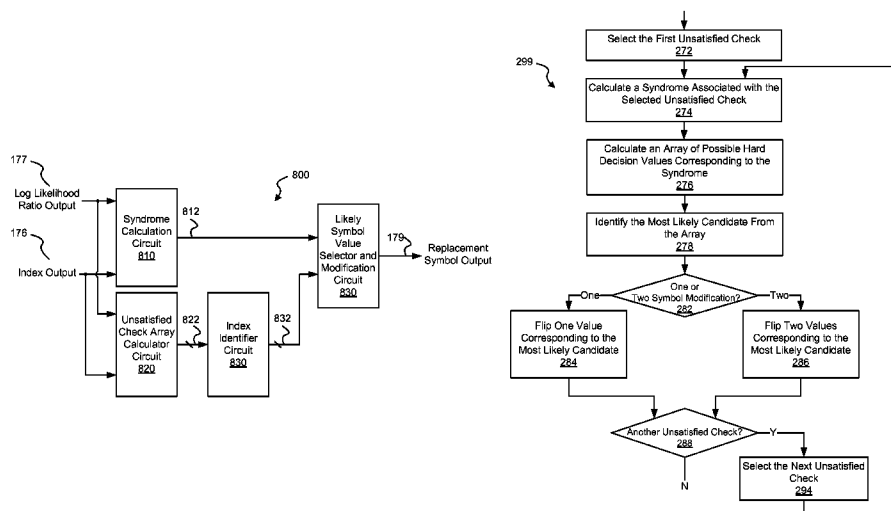 177
Log Likelihood
Ratio Output
176
Index Output
Syndrome
Calculation
Circuit
810
812
800
Unsatisfied
Check Array
Calculator
Circuit
820
822
Index
Identifier
Circuit
830
832
Likely
Symbol
Value
Selector and
Modification
Circuit
830
179
Replacement
Symbol Output
299
Select the First Unsatisfied Check
272
Calculate a Syndrome Associated with the
Selected Unsatisfied Check
274
Calculate an Array of Possible Hard
Decision Values Corresponding to the
Syndrome
276
Identify the Most Likely Candidate From
the Array
278
One or
Two Symbol Modification?
282
One
Two
Flip One Value
Corresponding to the
Most Likely Candidate
284
Flip Two Values
Corresponding to the
Most Likely Candidate
286
Another Unsatisfied Check?
288
Y
N
Select the Next Unsatisfied
Check
294